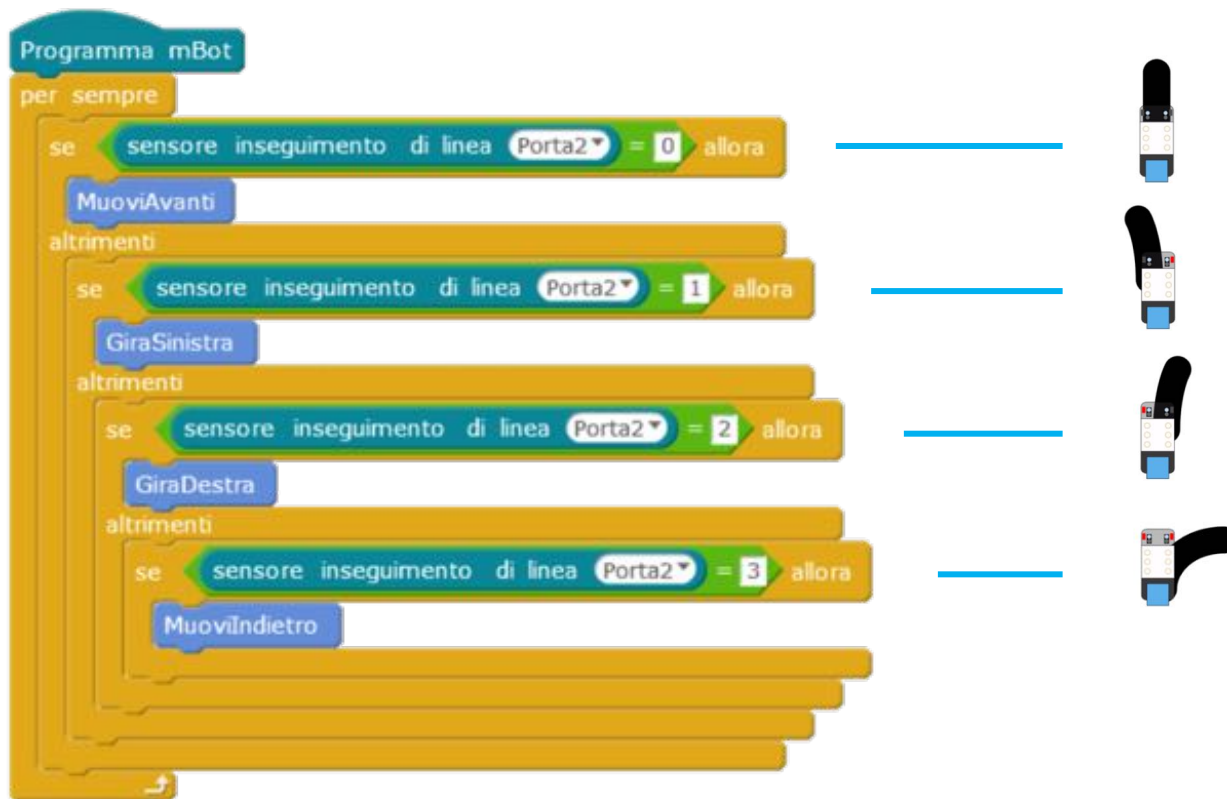 Programma mBot
per sempre
se sensore inseguimento di linea Porta2 = 0 allora
MuoviAvanti
altrimenti
se sensore inseguimento di linea Porta2 = 1 allora
GiraSinistra
altrimenti
se sensore inseguimento di linea Porta2 = 2 allora
GiraDestra
altrimenti
se sensore inseguimento di linea Porta2 = 3 allora
MuoviIndietro